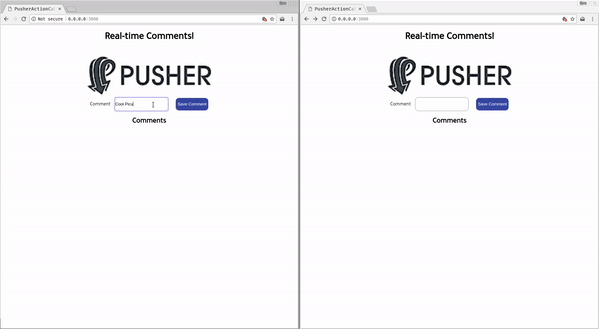 PusherActionCa
Not secure | 0.0.0.0:3000
Real-time Comments!
PUSHER
Comment Cool Pics Save Comment
Comments
PusherActionCa
0.0.0.0:3000
Real-time Comments!
PUSHER
Comment Save Comment
Comments